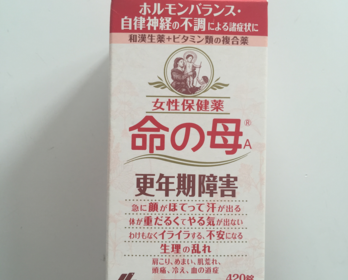 ホルモンバランス・
自律神経の不調による諸症状に
和漢生薬+ビタミン類の複合薬
女性保健薬
命の母®A
更年期障害
急に顔がほてって汗が出る
体が重だるくてやる気が出ない
わけもなくイライラする、不安になる
生理の乱れ
肩こり、めまい、肌荒れ、
頭痛、冷え、血の道症
420錠